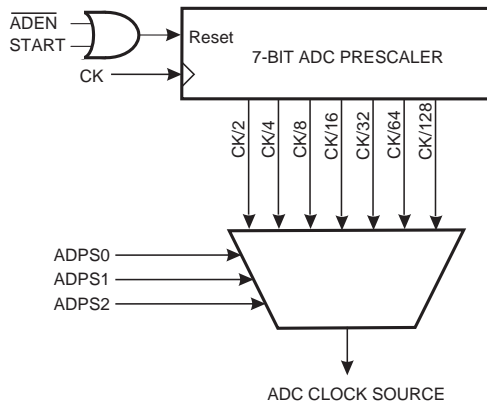 ADEN
START
Reset
7-BIT ADC PRESCALER
CK
CK/2
CK/4
CK/8
CK/16
CK/32
CK/64
CK/128
ADPS0
ADPS1
ADPS2
ADC CLOCK SOURCE